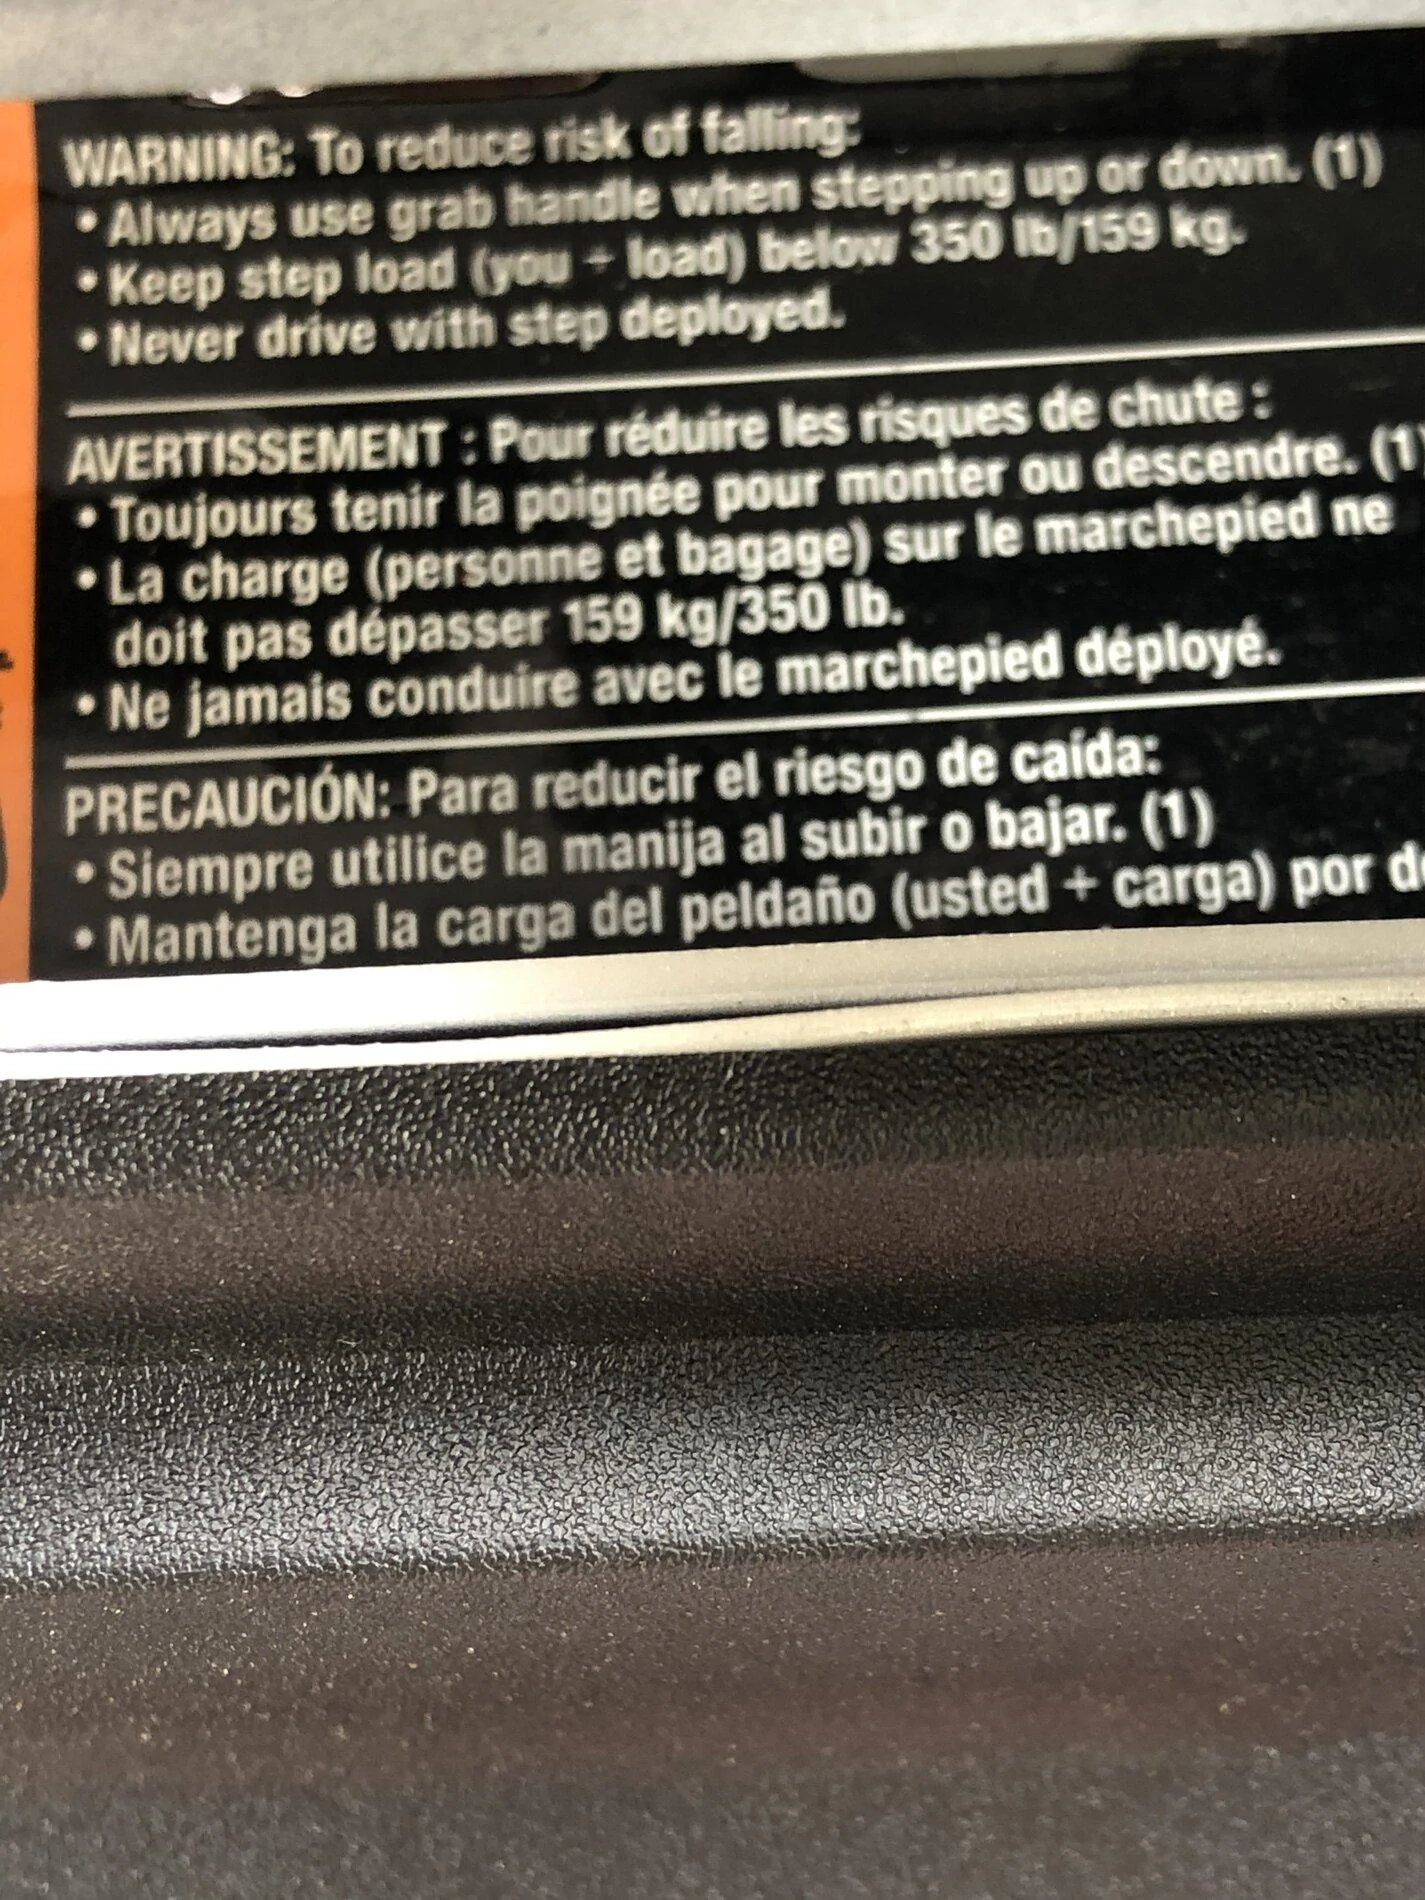 WARNING: To reduce risk of falling:
• Always use grab handle when stepping up or down. (1)
• Keep step load (you + load) below 350 lb/159 kg.
• Never drive with step deployed.
AVERTISSEMENT : Pour réduire les risques de chute :
• Toujours tenir la poignée pour monter ou descendre. (1)
• La charge (personne et bagage) sur le marchepied ne
doit pas dépasser 159 kg/350 lb.
• Ne jamais conduire avec le marchepied déployé.
PRECAUCIÓN: Para reducir el riesgo de caída:
• Siempre utilice la manija al subir o bajar. (1)
• Mantenga la carga del peldaño (usted + carga) por